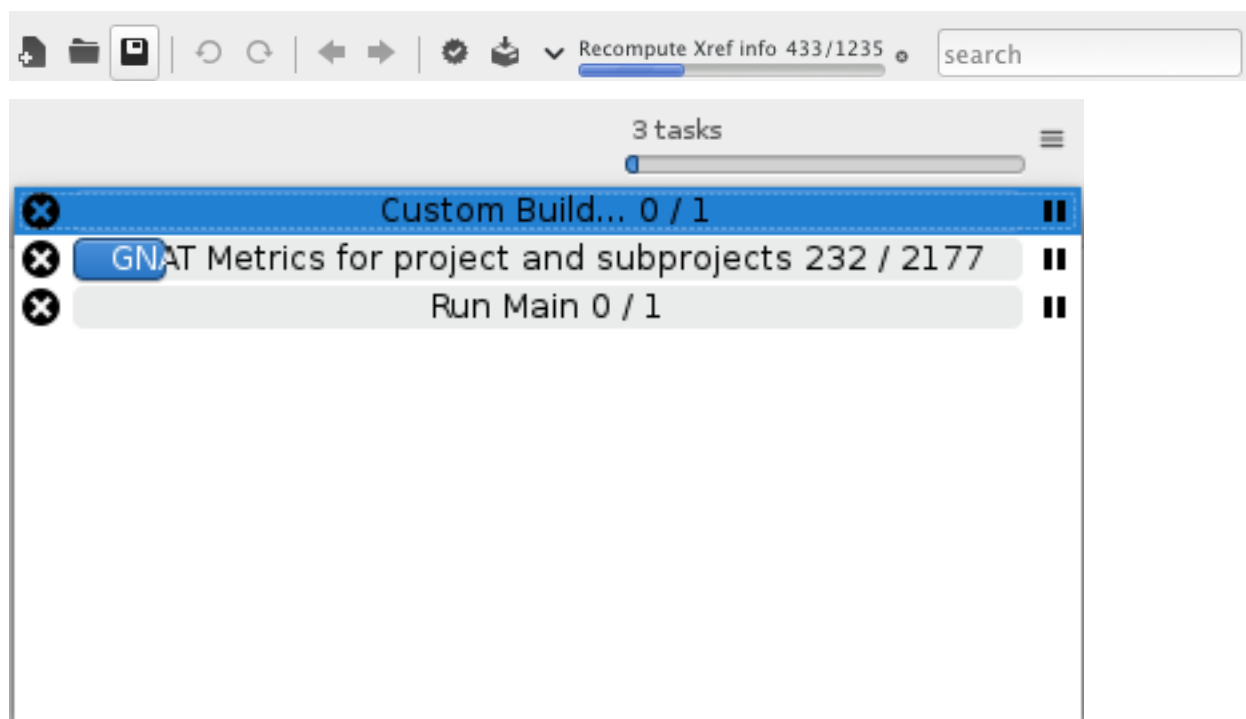 Recompute Xref info 433/1235
search
3 tasks
Custom Build... 0 / 1
GNAT Metrics for project and subprojects 232 / 2177
Run Main 0 / 1